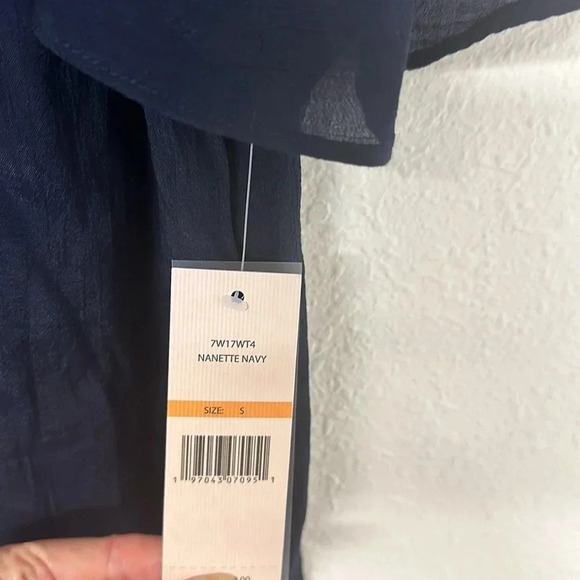 7W17WT4
NANETTE NAVY
SIZE: S
1 97043 07095 1